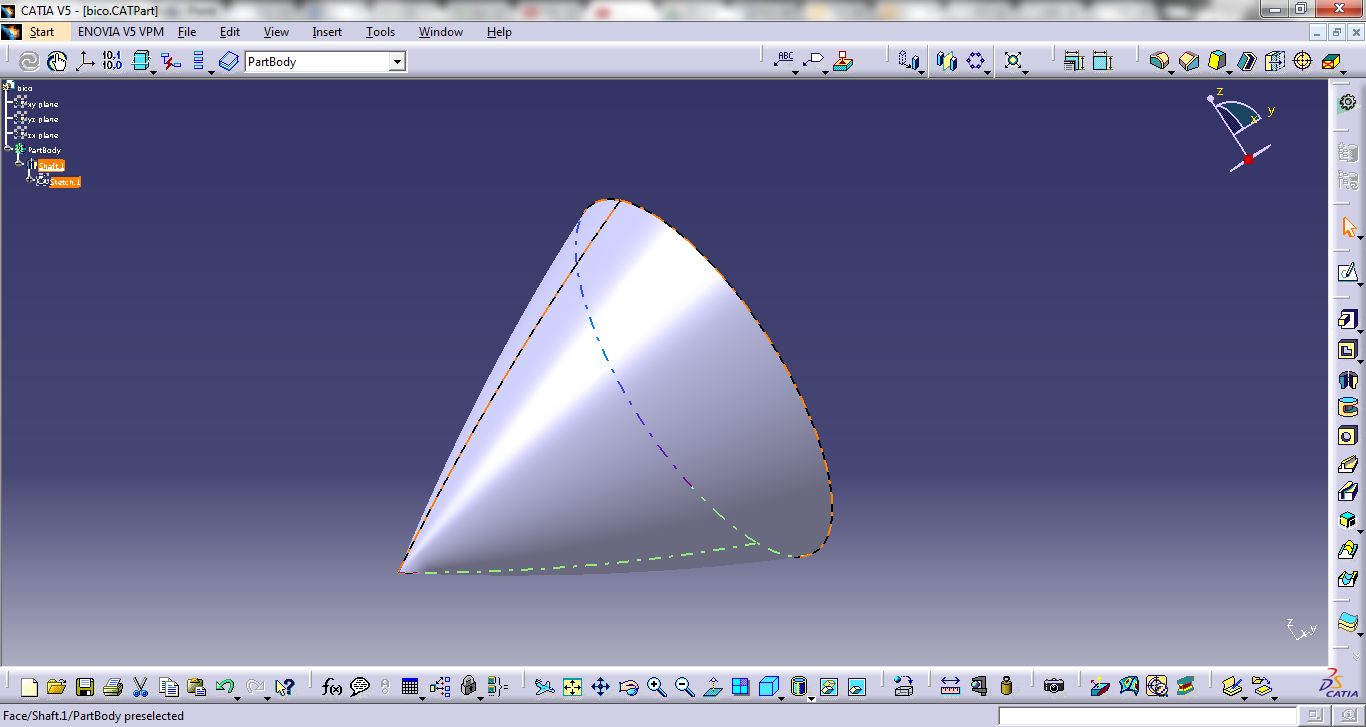 CATIA V5 - [bico.CATPart]
Start ENOVIA V5 VPM File Edit View Insert Tools Window Help
10,1
10,0
PartBody
ABC
bico
xy plane
yz plane
zx plane
PartBody
Shaft.1
Sketch.1
z
y
x
z
x
y
f(x)
?
DS
CATIA
Face/Shaft.1/PartBody preselected